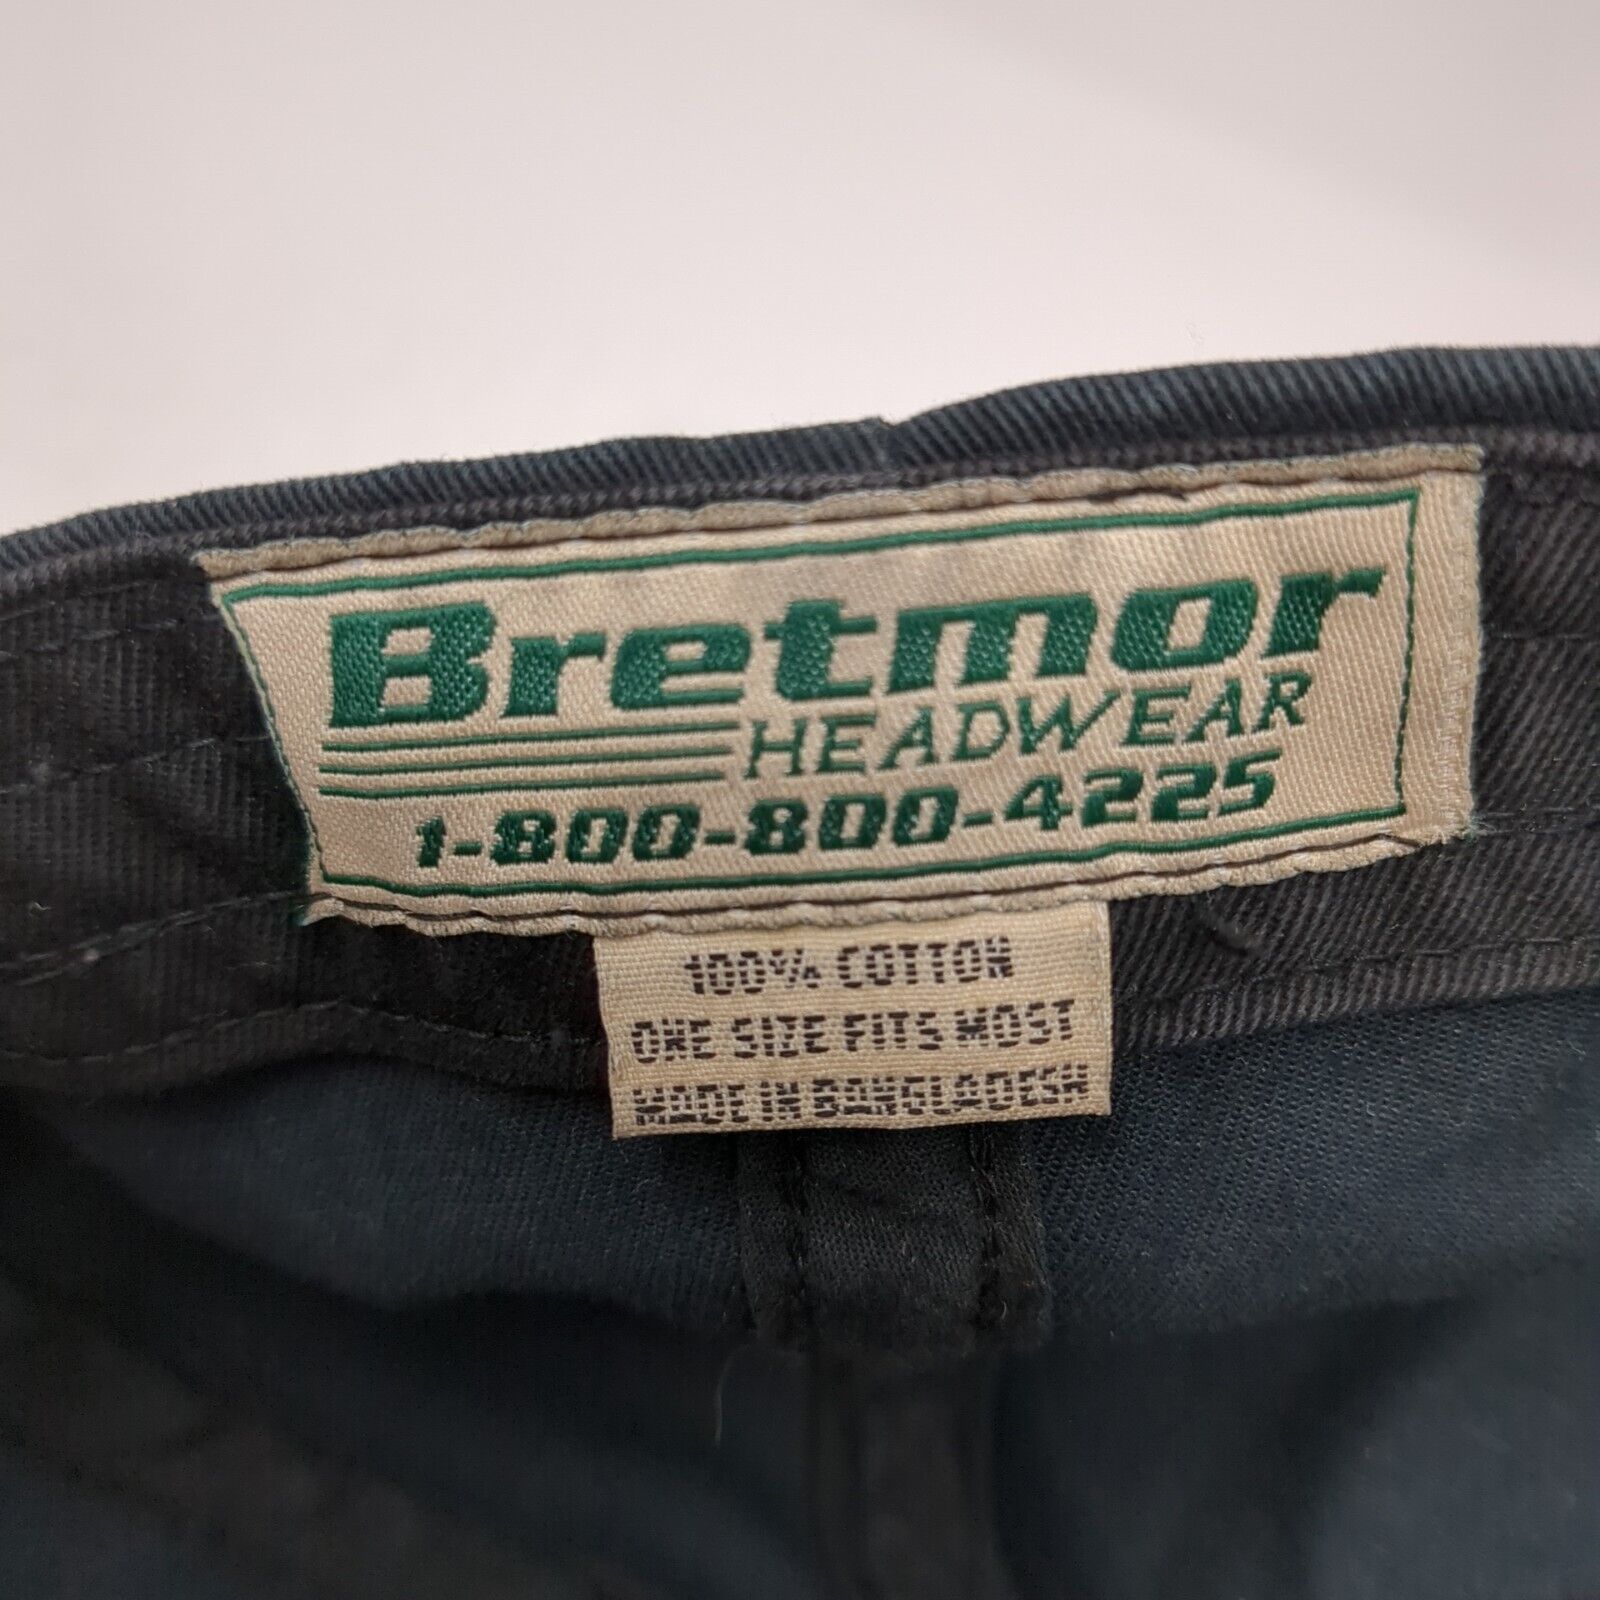 Bretmor
HEADWEAR
1-800-800-4225
100% COTTON
ONE SIZE FITS MOST
MADE IN BANGLADESH